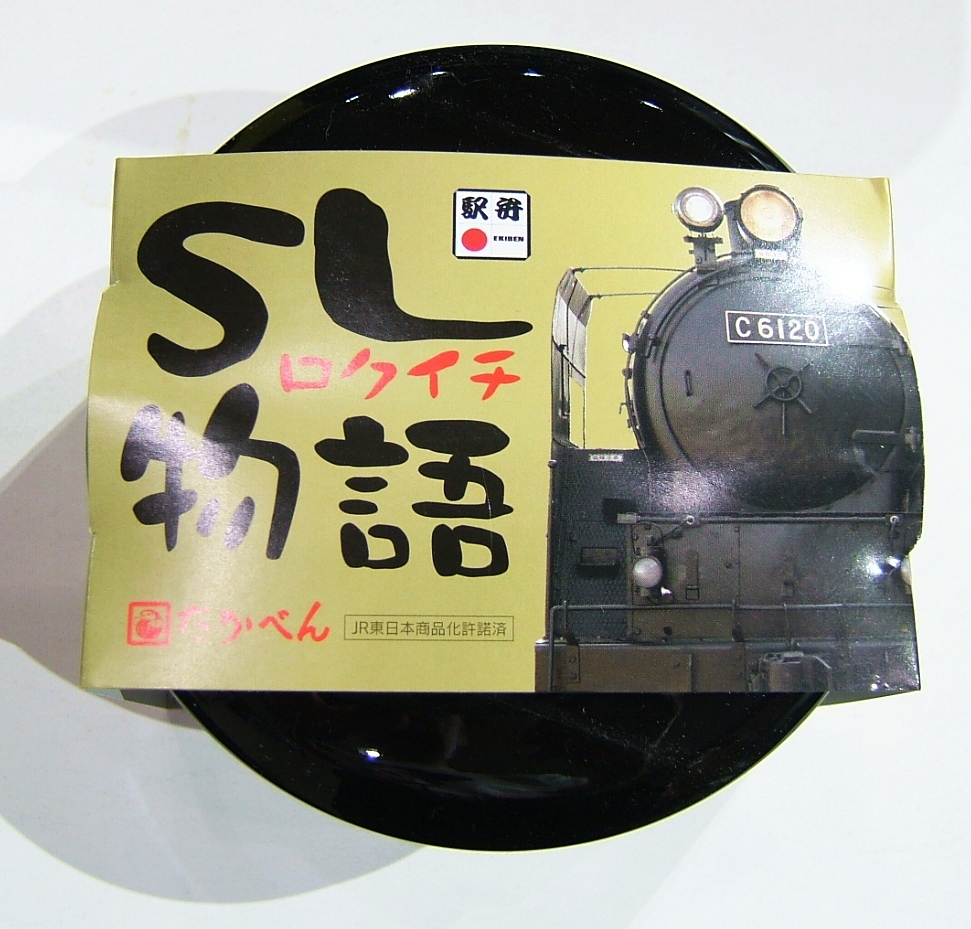 SL
駅弁
EKIBEN
ロクイチ
物語
C6120
たかべん
JR東日本商品化許諾済